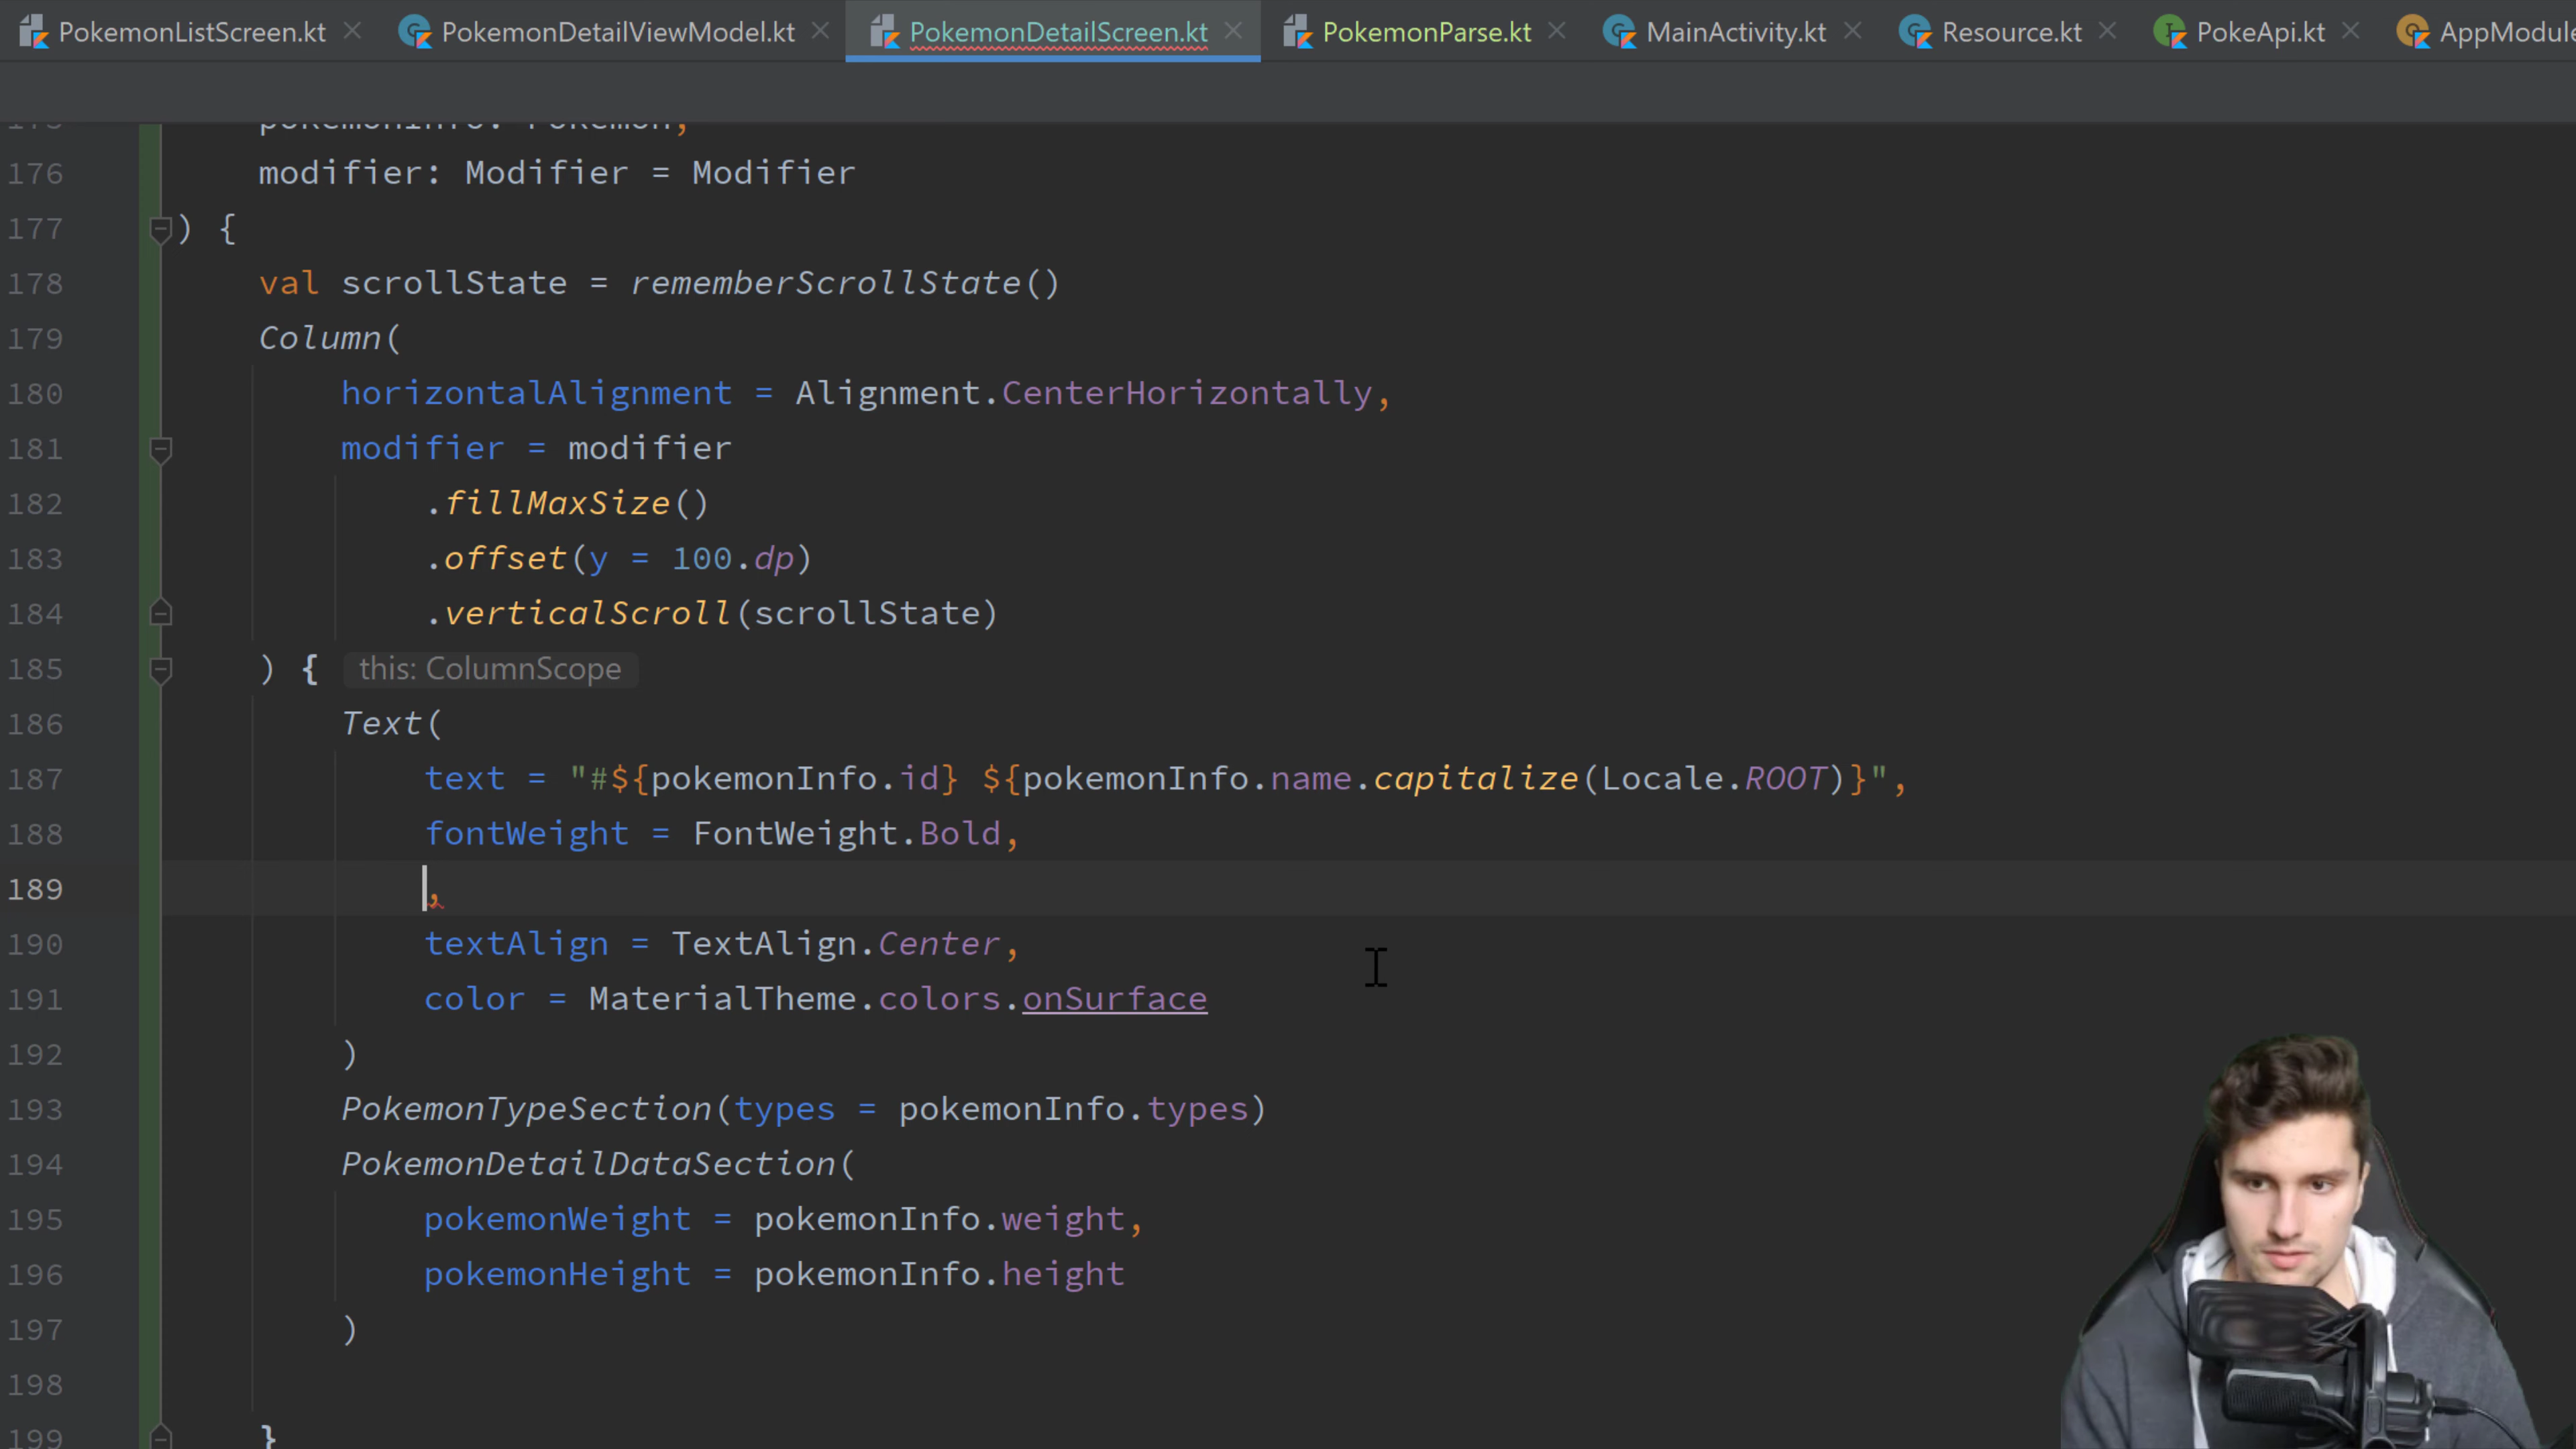 PokemonListScreen.kt PokemonDetailViewModel.kt PokemonDetailScreen.kt PokemonParse.kt MainActivity.kt Resource.kt PokeApi.kt AppModule
pokemonInfo: Pokemon,
176 modifier: Modifier = Modifier
177 ) {
178 val scrollState = rememberScrollState()
179 Column(
180 horizontalAlignment = Alignment.CenterHorizontally,
181 modifier = modifier
182 .fillMaxSize()
183 .offset(y = 100.dp)
184 .verticalScroll(scrollState)
185 ) { this: ColumnScope
186 Text(
187 text = "#${pokemonInfo.id} ${pokemonInfo.name.capitalize(Locale.ROOT)}",
188 fontWeight = FontWeight.Bold,
189 ,
190 textAlign = TextAlign.Center,
191 color = MaterialTheme.colors.onSurface
192 )
193 PokemonTypeSection(types = pokemonInfo.types)
194 PokemonDetailDataSection(
195 pokemonWeight = pokemonInfo.weight,
196 pokemonHeight = pokemonInfo.height
197 )
198
199 }